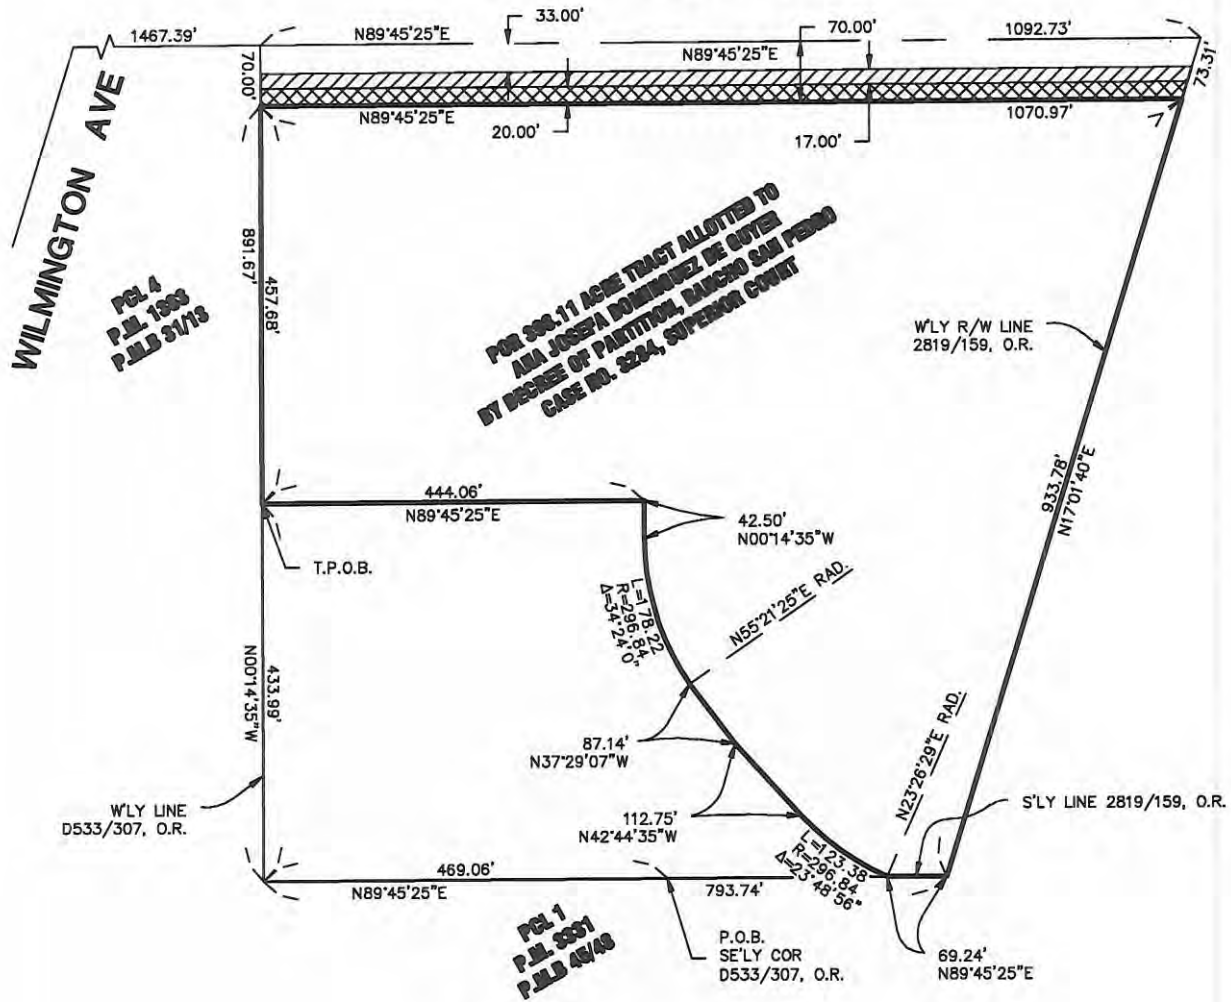 33.00'
1467.39'
N89°45'25"E
70.00'
1092.73'
N89°45'25"E
70.00'
73.31'
WILMINGTON AVE
N89°45'25"E
20.00'
17.00'
1070.97'
891.67'
457.68'
PCL 4
P.M. 1398
P.M.B 31/13
POR 398.11 ACRE TRACT ALLOTTED TO
ANA JOSEFA DOMINGUEZ DE GUYER
BY DECREE OF PARTITION, RANCHO SAN PEDRO
CASE NO. 3284, SUPERIOR COURT
W'LY R/W LINE
2819/159, O.R.
933.78'
N17°01'40"E
444.06'
N89°45'25"E
42.50'
N00°14'35"W
T.P.O.B.
L=178.22
R=296.84
Δ=34°24'0"
N55°21'25"E RAD.
433.99'
N00°14'35"W
87.14'
N37°29'07"W
N23°26'29"E RAD.
W'LY LINE
D533/307, O.R.
112.75'
N42°44'35"W
S'LY LINE 2819/159, O.R.
L=123.38
R=296.84
Δ=23°48'56"
469.06'
N89°45'25"E
793.74'
PCL 1
P.M. 3331
P.M.B 45/48
P.O.B.
SE'LY COR
D533/307, O.R.
69.24'
N89°45'25"E